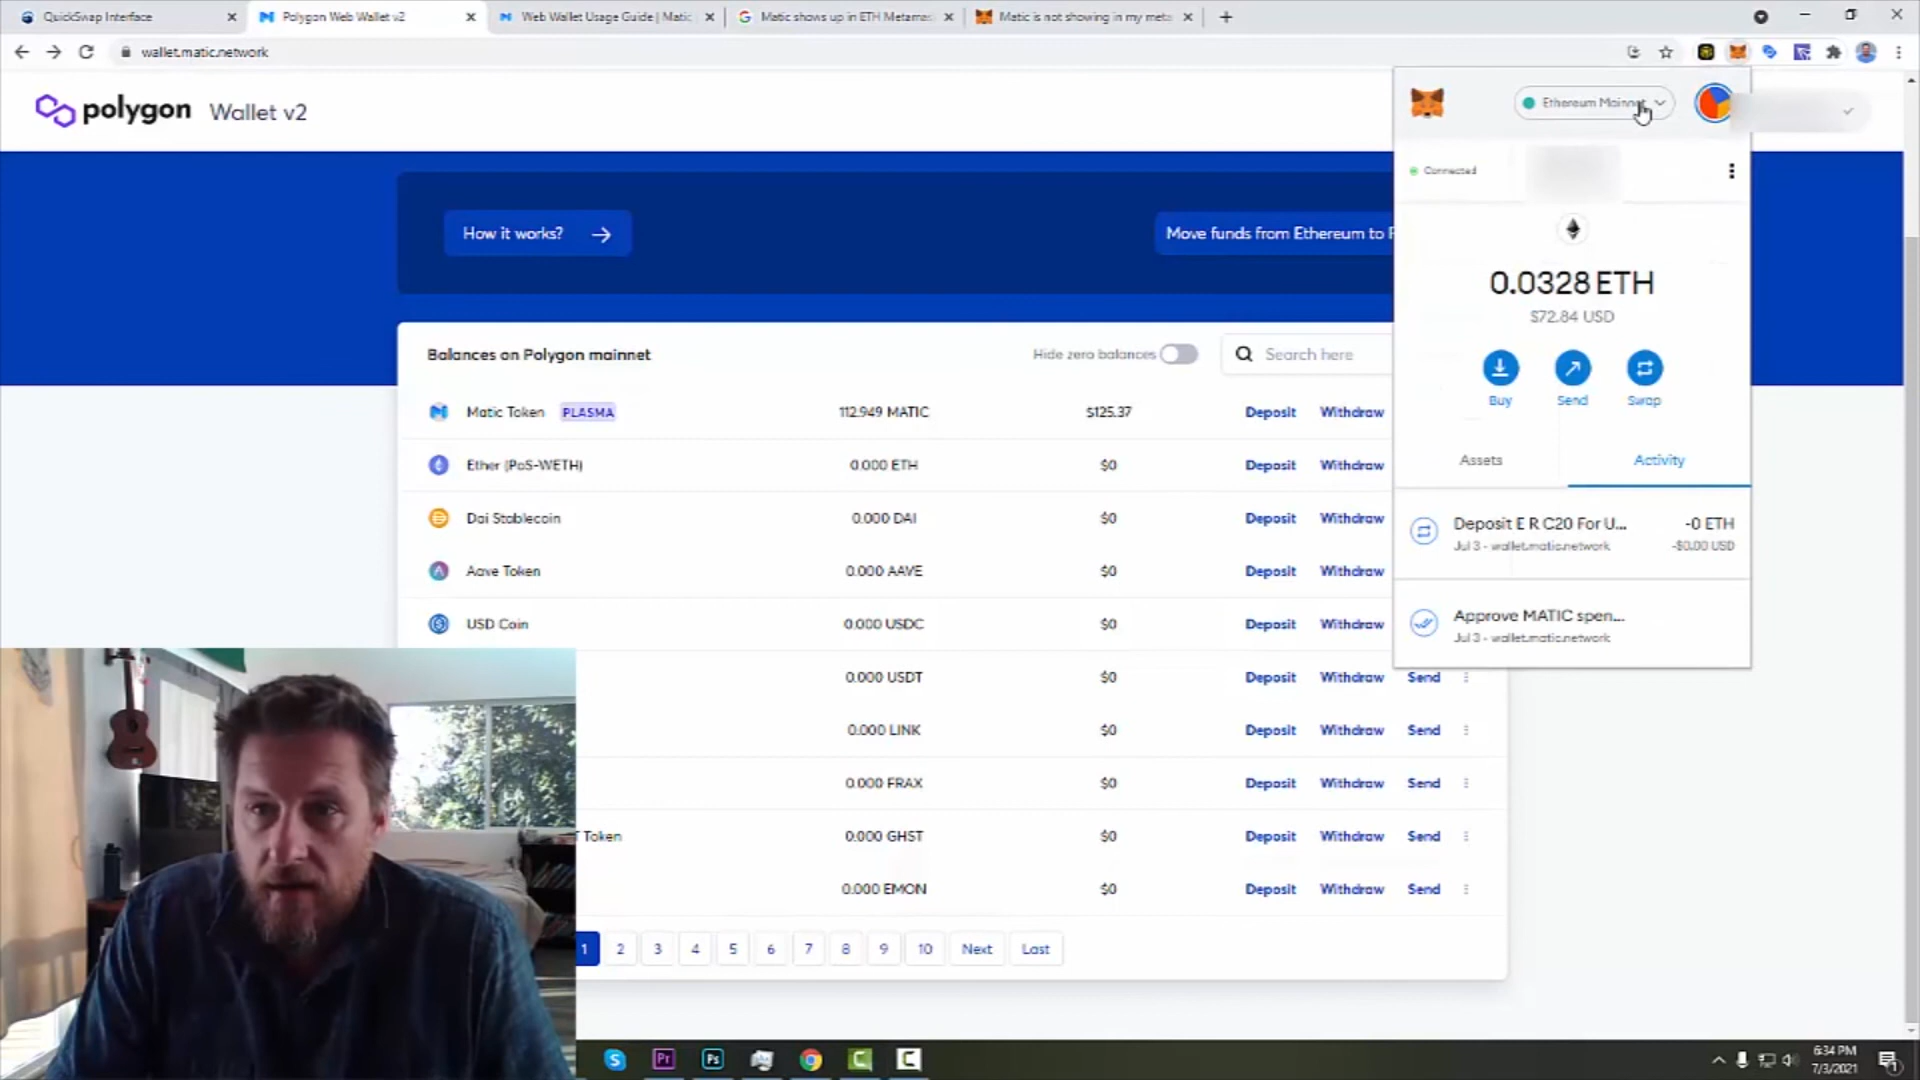 QuickSwap Interface
Polygon Web Wallet v2
Web Wallet Usage Guide | Matic
Matic shows up in ETH Metamas
Matic is not showing in my meta
wallet.matic.network
polygon Wallet v2
Ethereum Mainnet
Connected
How it works?
Move funds from Ethereum to P
0.0328 ETH
$72.84 USD
Buy
Send
Swap
Balances on Polygon mainnet
Hide zero balances
Search here
Assets
Activity
Matic Token PLASMA 112.949 MATIC $125.37 Deposit Withdraw
Ether (PoS-WETH) 0.000 ETH $0 Deposit Withdraw
Dai Stablecoin 0.000 DAI $0 Deposit Withdraw
Aave Token 0.000 AAVE $0 Deposit Withdraw
USD Coin 0.000 USDC $0 Deposit Withdraw
Deposit E R C20 For U... -0 ETH
Jul 3 - wallet.matic.network -$0.00 USD
Approve MATIC spen...
Jul 3 - wallet.matic.network
0.000 USDT $0 Deposit Withdraw Send
0.000 LINK $0 Deposit Withdraw Send
0.000 FRAX $0 Deposit Withdraw Send
T Token 0.000 GHST $0 Deposit Withdraw Send
0.000 EMON $0 Deposit Withdraw Send
1 2 3 4 5 6 7 8 9 10 Next Last
6:34 PM
7/3/2021